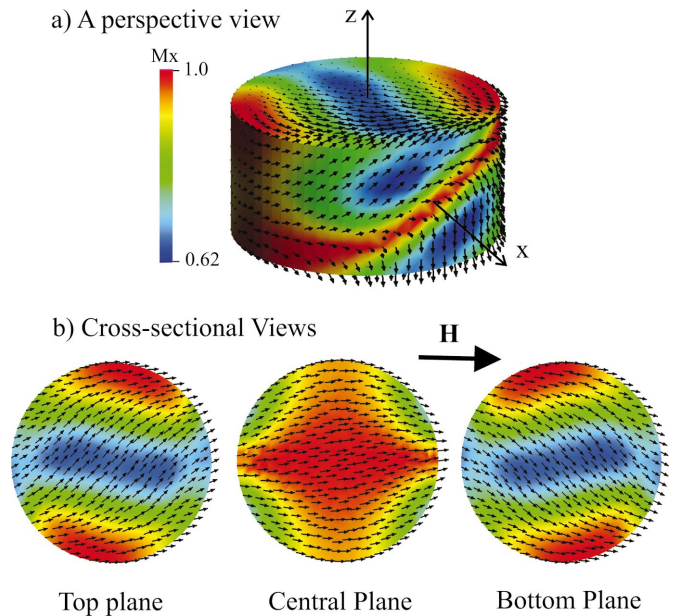 a) A perspective view
z
Mx
1.0
0.62
x
b) Cross-sectional Views
H
Top plane
Central Plane
Bottom Plane